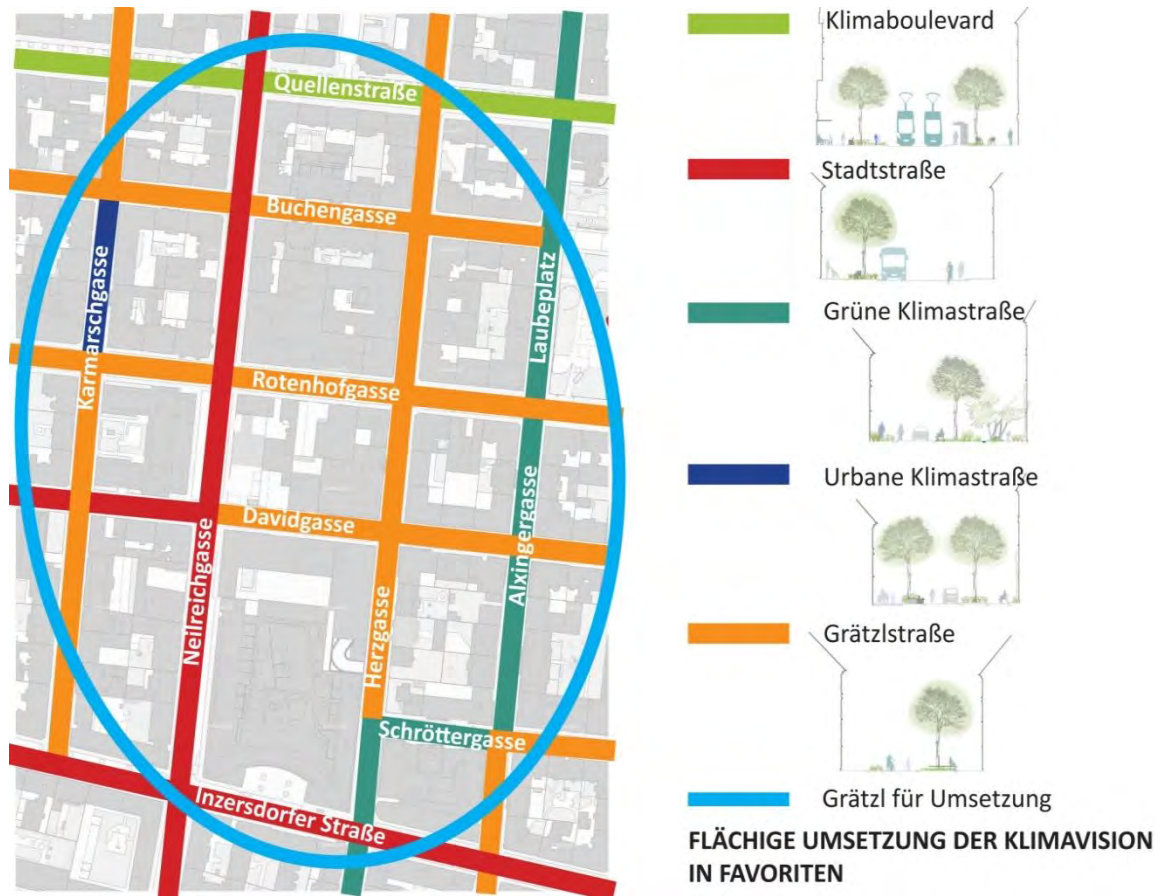 Quellenstraße
Buchengasse
Karmarschgasse
Laubeplatz
Rotenhofgasse
Davidgasse
Alxingergasse
Neilreichgasse
Herzgasse
Schröttergasse
Inzersdorfer Straße
Klimaboulevard
Stadtstraße
Grüne Klimastraße
Urbane Klimastraße
Grätzlstraße
Grätzl für Umsetzung
FLÄCHIGE UMSETZUNG DER KLIMAVISION
IN FAVORITEN